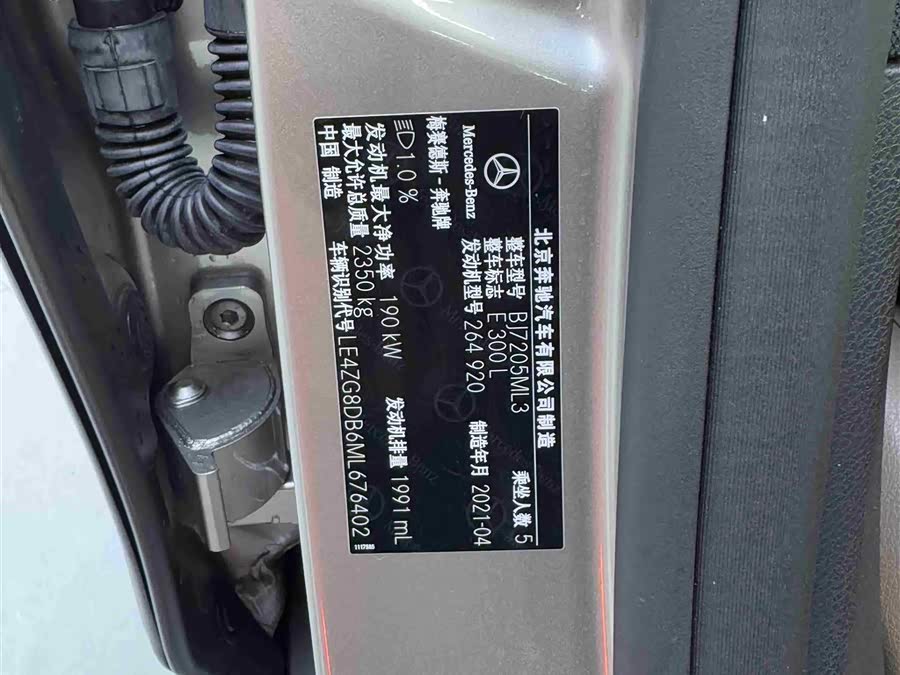 北京奔驰汽车有限公司制造
Mercedes-Benz
梅赛德斯-奔驰牌
整车型号 BJ7205ML3
乘坐人数 5
整车标志 E 300 L
发动机型号 264 920
制造年月 2021-04
1.0 %
发动机最大净功率 190 kW
发动机排量 1991 mL
最大允许总质量 2350 kg
中国 制造
车辆识别代号 LE4ZG8DB6ML676402